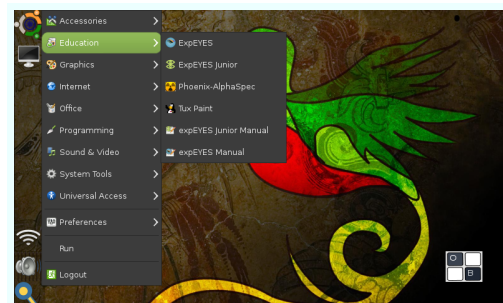 Accessories
Education
Graphics
Internet
Office
Programming
Sound & Video
System Tools
Universal Access
Preferences
Run
Logout
ExpEYES
ExpEYES Junior
Phoenix-AlphaSpec
Tux Paint
expEYES Junior Manual
expEYES Manual
O
B